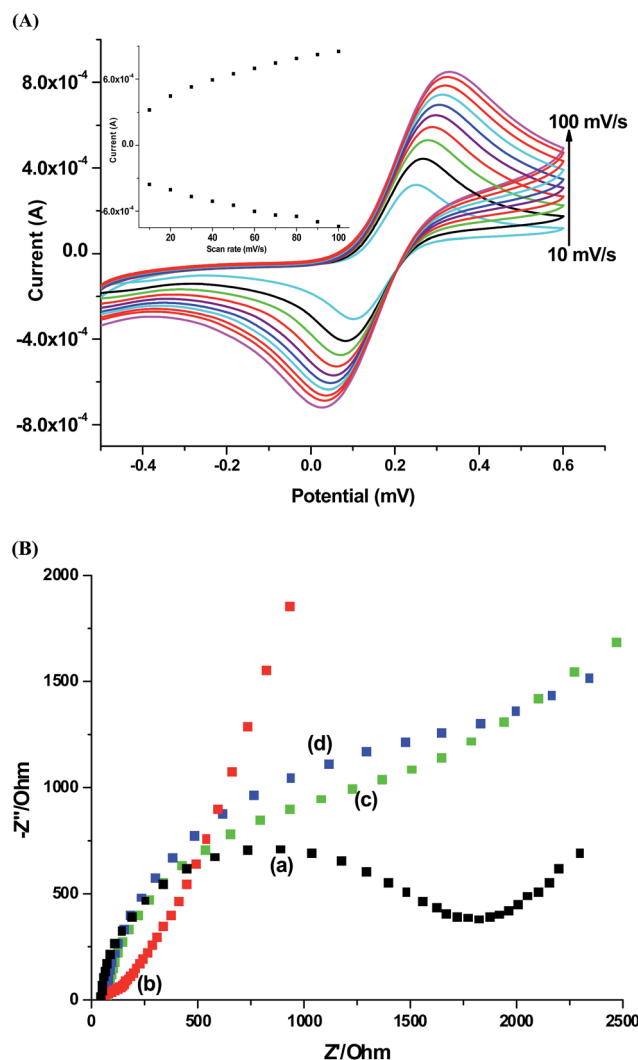 (A)
8.0x10-4
4.0x10-4
0.0
-4.0x10-4
-8.0x10-4
Current (A)
-0.4
-0.2
0.0
0.2
0.4
0.6
Potential (mV)
100 mV/s
10 mV/s
6.0x10-4
0.0
-6.0x10-4
Current (A)
20
40
60
80
100
Scan rate (mV/s)
(B)
2000
1500
1000
500
0
-Z''/Ohm
0
500
1000
1500
2000
2500
Z'/Ohm
(d)
(c)
(a)
(b)